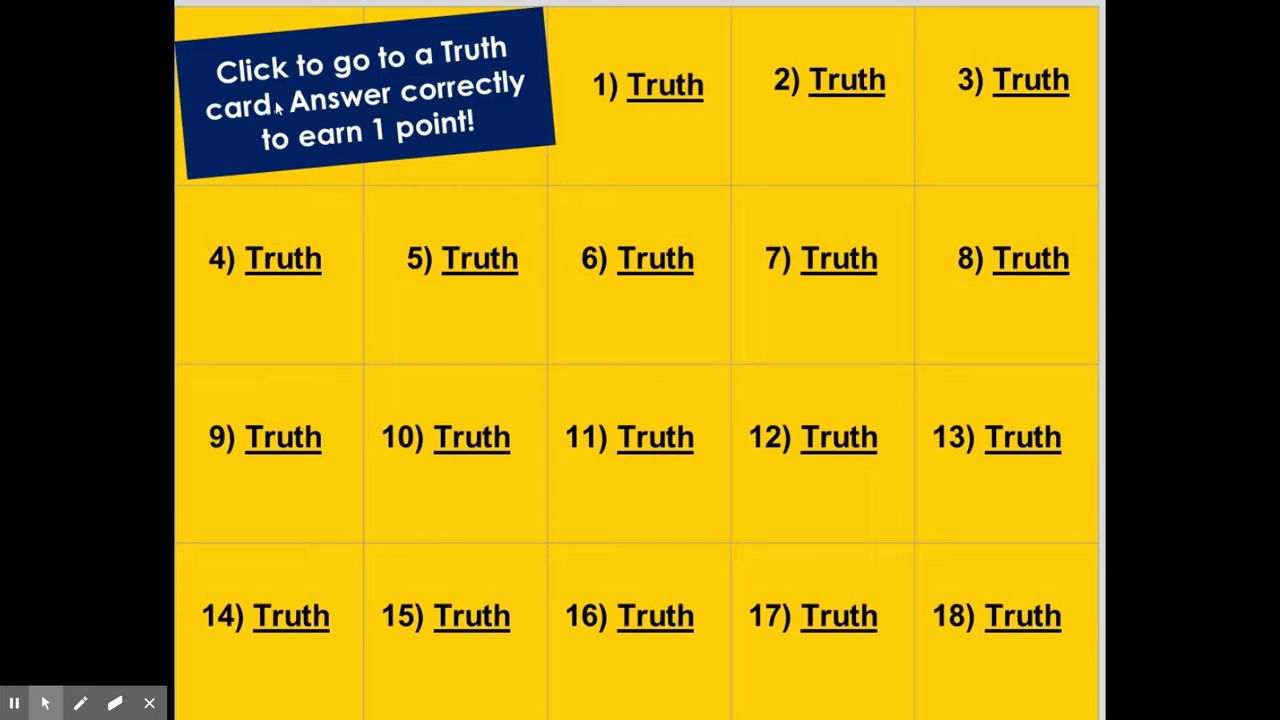 Click to go to a Truth
card. Answer correctly
to earn 1 point!
1) Truth
2) Truth
3) Truth
4) Truth
5) Truth
6) Truth
7) Truth
8) Truth
9) Truth
10) Truth
11) Truth
12) Truth
13) Truth
14) Truth
15) Truth
16) Truth
17) Truth
18) Truth